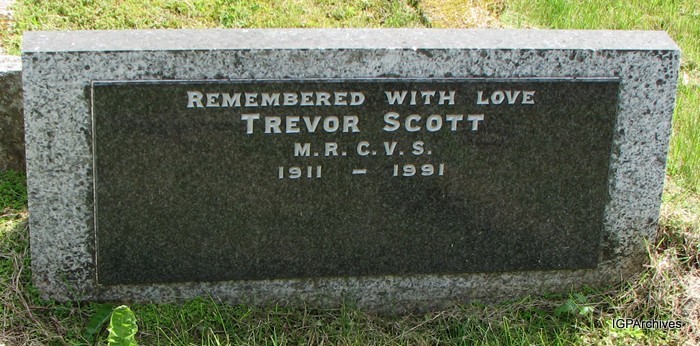 Remembered with love
Trevor Scott
M. R. C. V. S.
1911 – 1991
IGPArchives